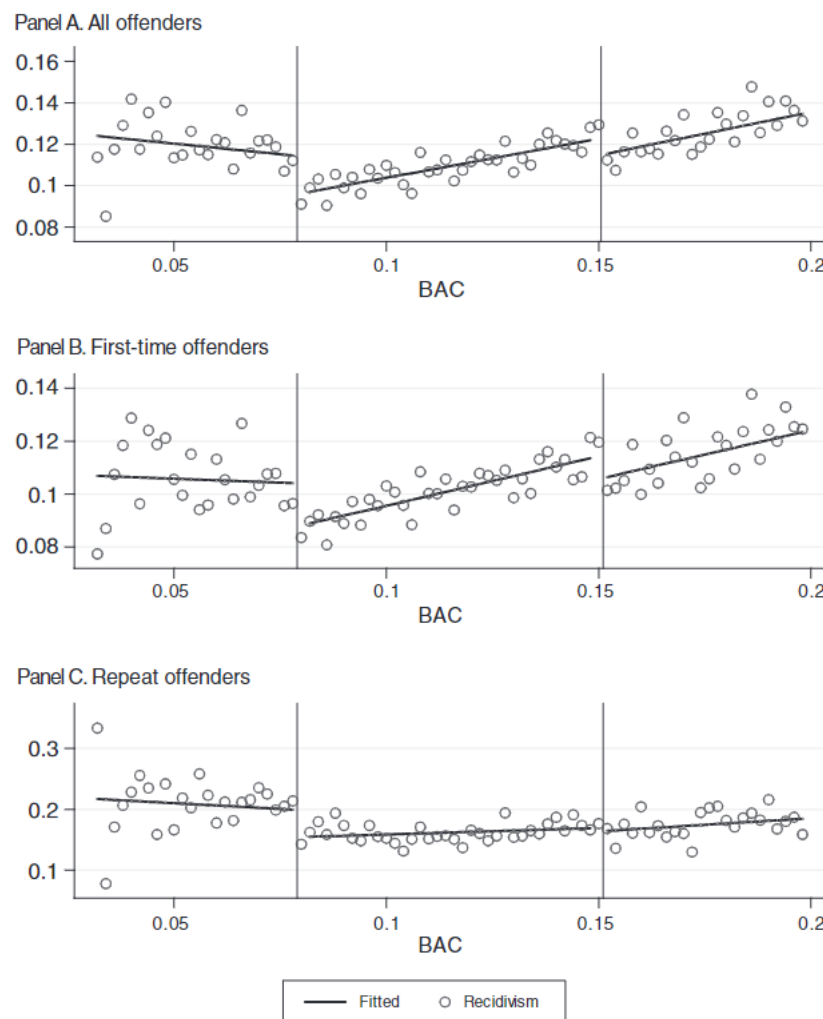 Panel A. All offenders
0.16
0.14
0.12
0.1
0.08
0.05 0.1 0.15 0.2
BAC
Panel B. First-time offenders
0.14
0.12
0.1
0.08
0.05 0.1 0.15 0.2
BAC
Panel C. Repeat offenders
0.3
0.2
0.1
0.05 0.1 0.15 0.2
BAC
Fitted Recidivism